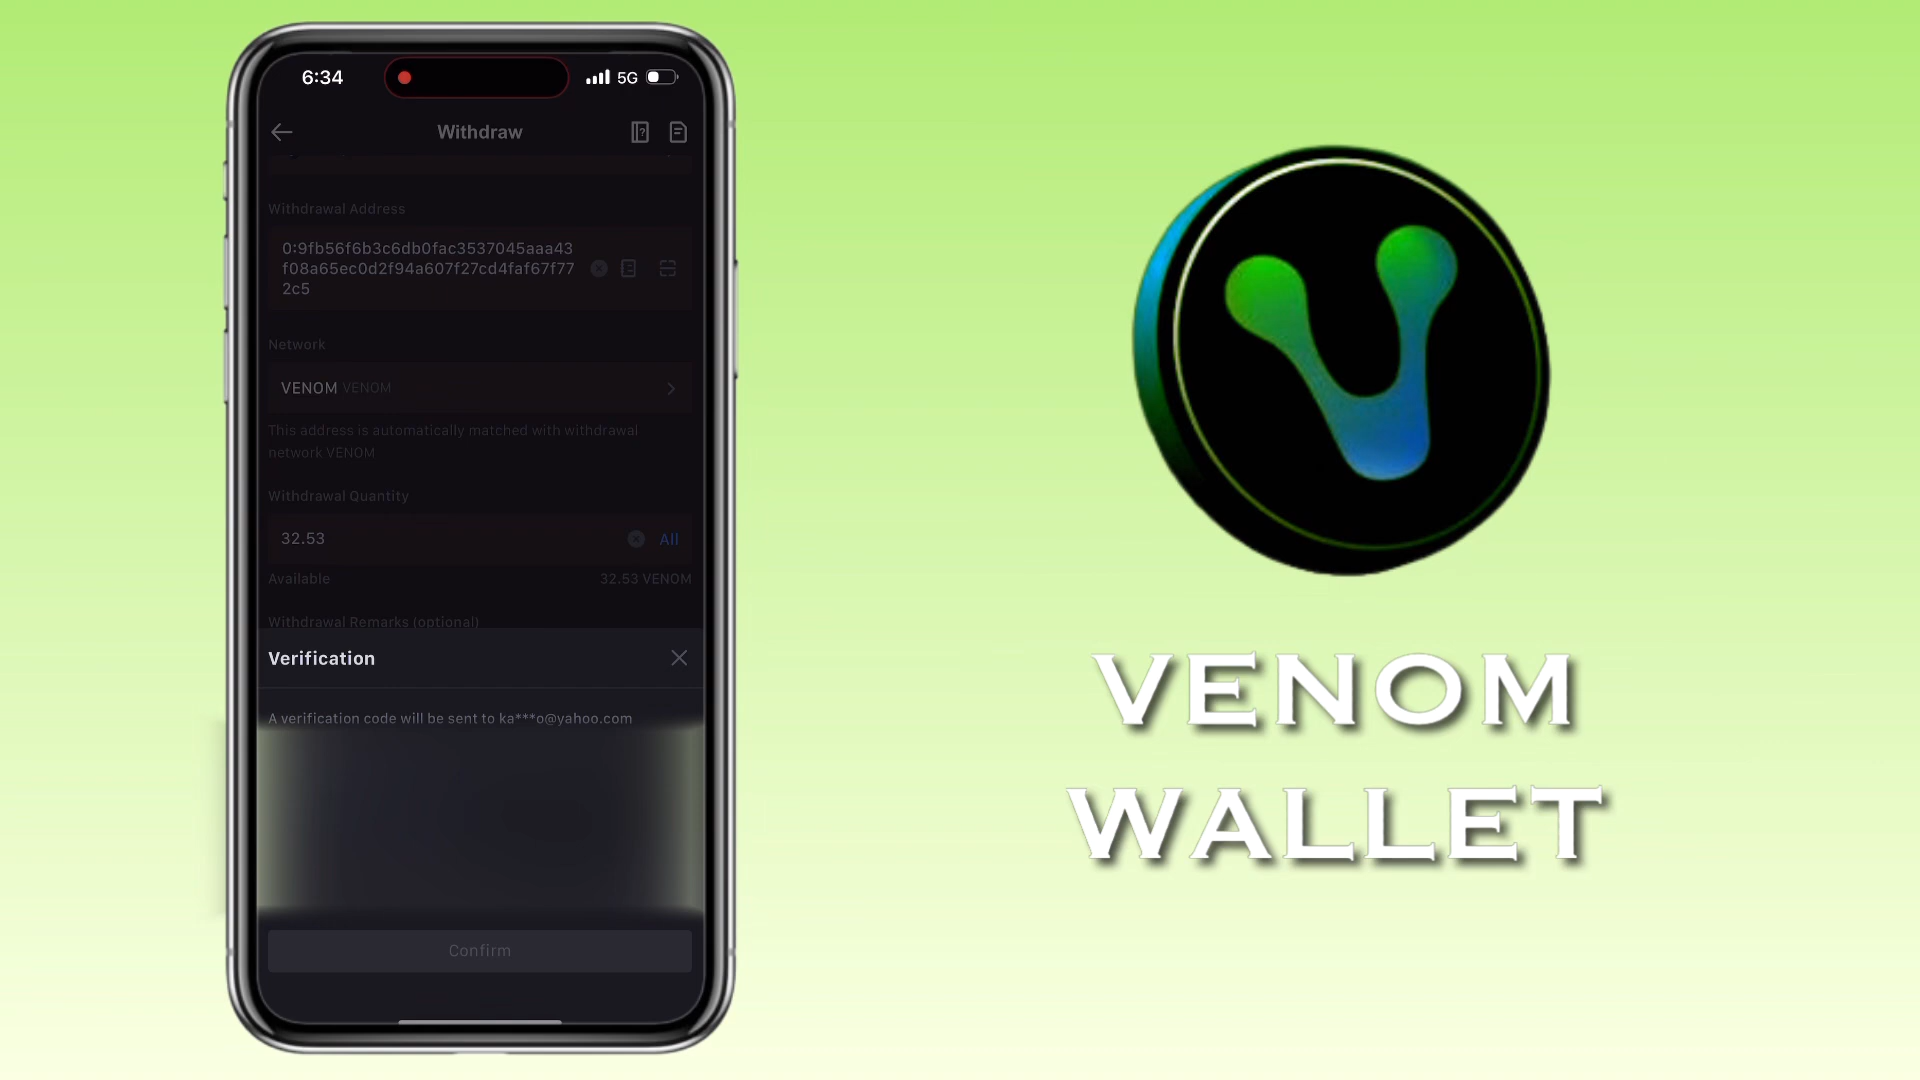 6:34
5G
Withdraw
Withdrawal Address
0:9fb56f6b3c6db0fac3537045aaa43
f08a65ec0d2f94a607f27cd4faf67f77
2c5
Network
VENOM VENOM
This address is automatically matched with withdrawal
network VENOM
Withdrawal Quantity
32.53
All
Available
32.53 VENOM
Withdrawal Remarks (optional)
Verification
A verification code will be sent to ka***o@yahoo.com
Confirm
VENOM
WALLET